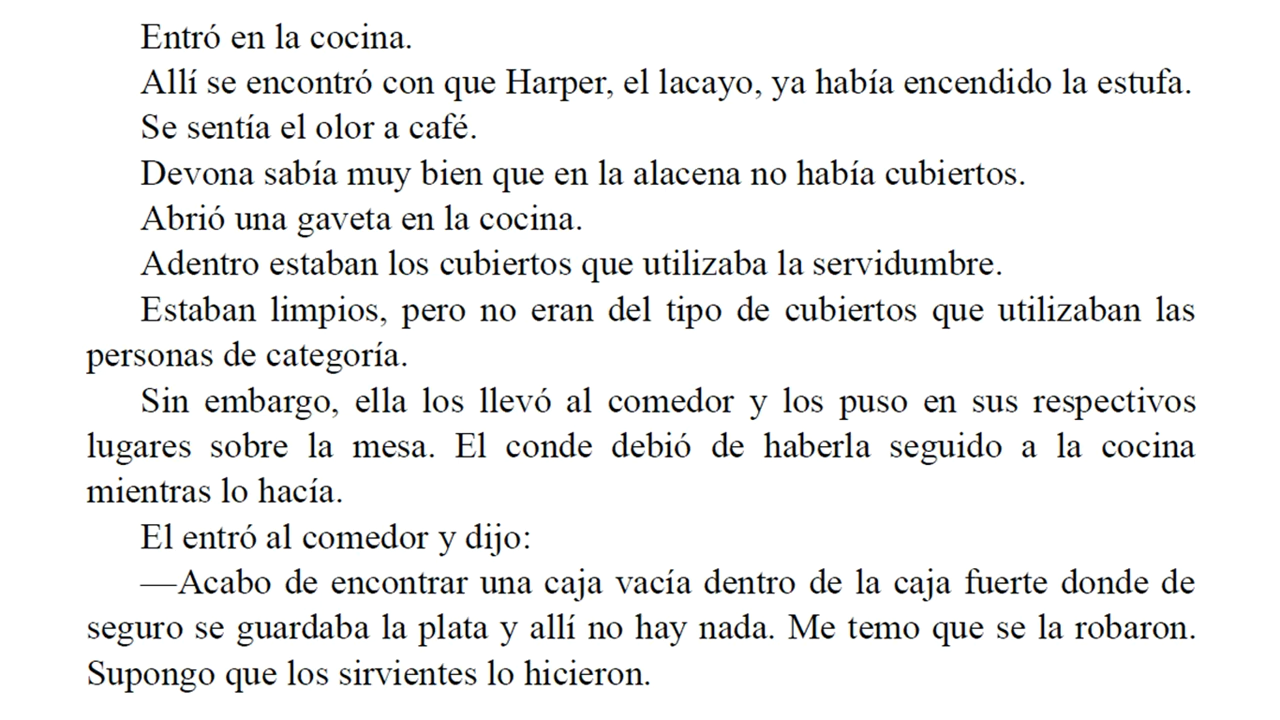 Entró en la cocina.
Allí se encontró con que Harper, el lacayo, ya había encendido la estufa.
Se sentía el olor a café.
Devona sabía muy bien que en la alacena no había cubiertos.
Abrió una gaveta en la cocina.
Adentro estaban los cubiertos que utilizaba la servidumbre.
Estaban limpios, pero no eran del tipo de cubiertos que utilizaban las
personas de categoría.
Sin embargo, ella los llevó al comedor y los puso en sus respectivos
lugares sobre la mesa. El conde debió de haberla seguido a la cocina
mientras lo hacía.
El entró al comedor y dijo:
—Acabo de encontrar una caja vacía dentro de la caja fuerte donde de
seguro se guardaba la plata y allí no hay nada. Me temo que se la robaron.
Supongo que los sirvientes lo hicieron.